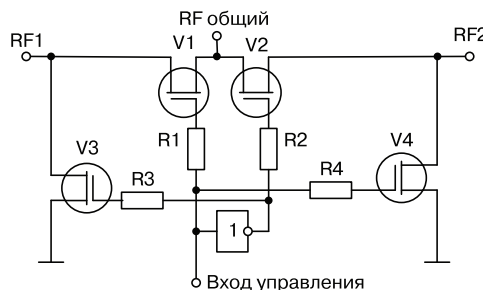 RF общий
RF1
V1
V2
RF2
R1
R2
V3
R3
R4
V4
1
Вход управления